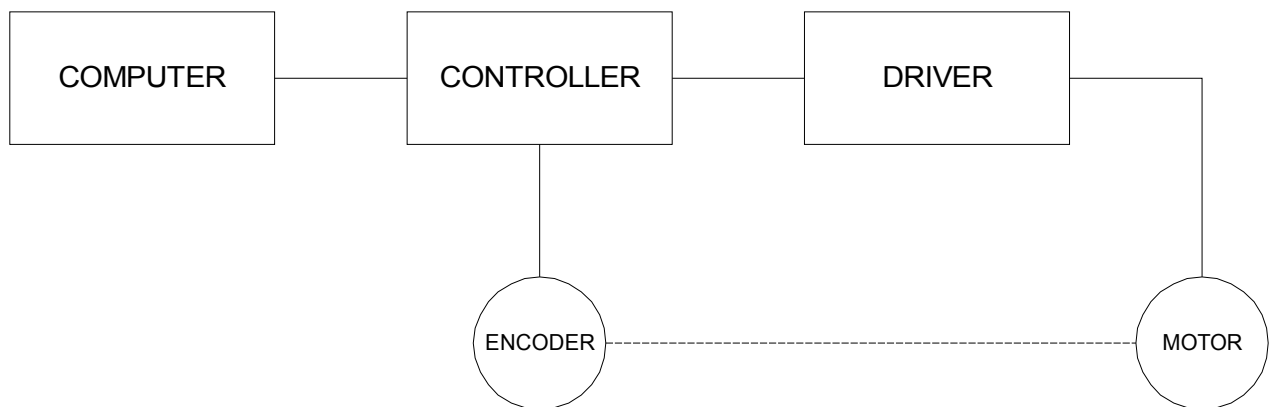 COMPUTER
CONTROLLER
DRIVER
ENCODER
MOTOR